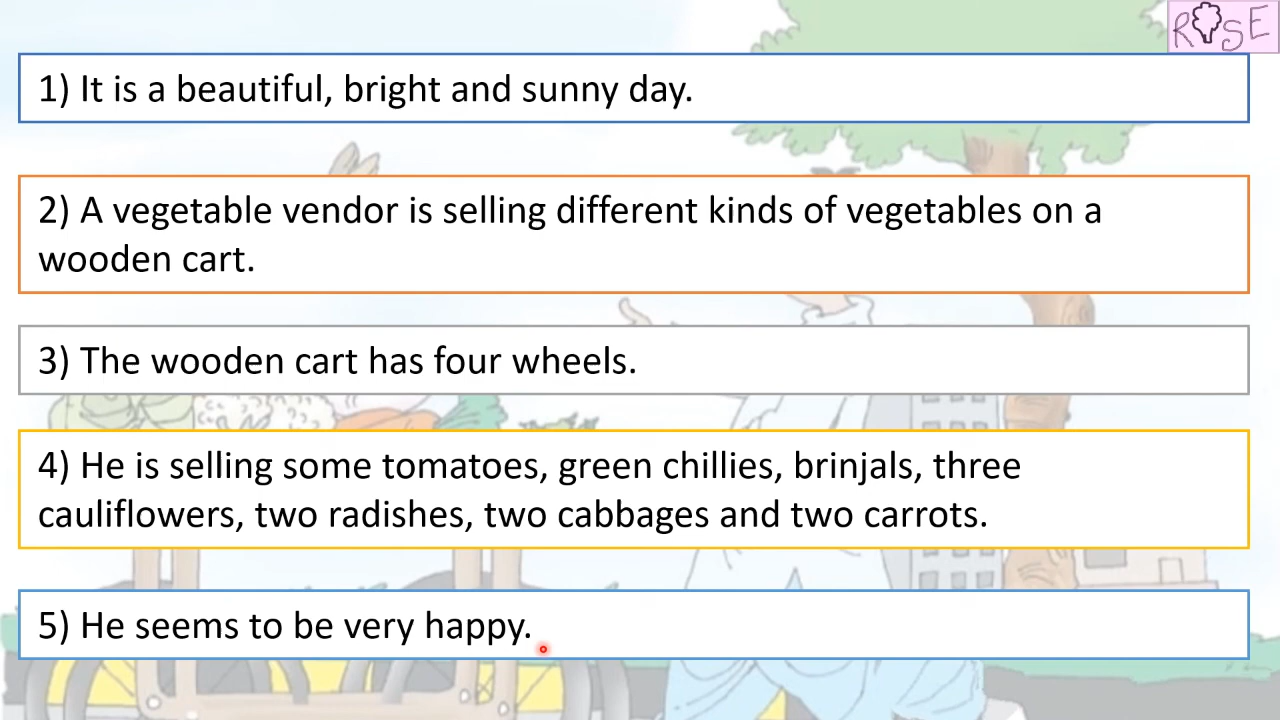 ROSE
1) It is a beautiful, bright and sunny day.
2) A vegetable vendor is selling different kinds of vegetables on a
wooden cart.
3) The wooden cart has four wheels.
4) He is selling some tomatoes, green chillies, brinjals, three
cauliflowers, two radishes, two cabbages and two carrots.
5) He seems to be very happy.